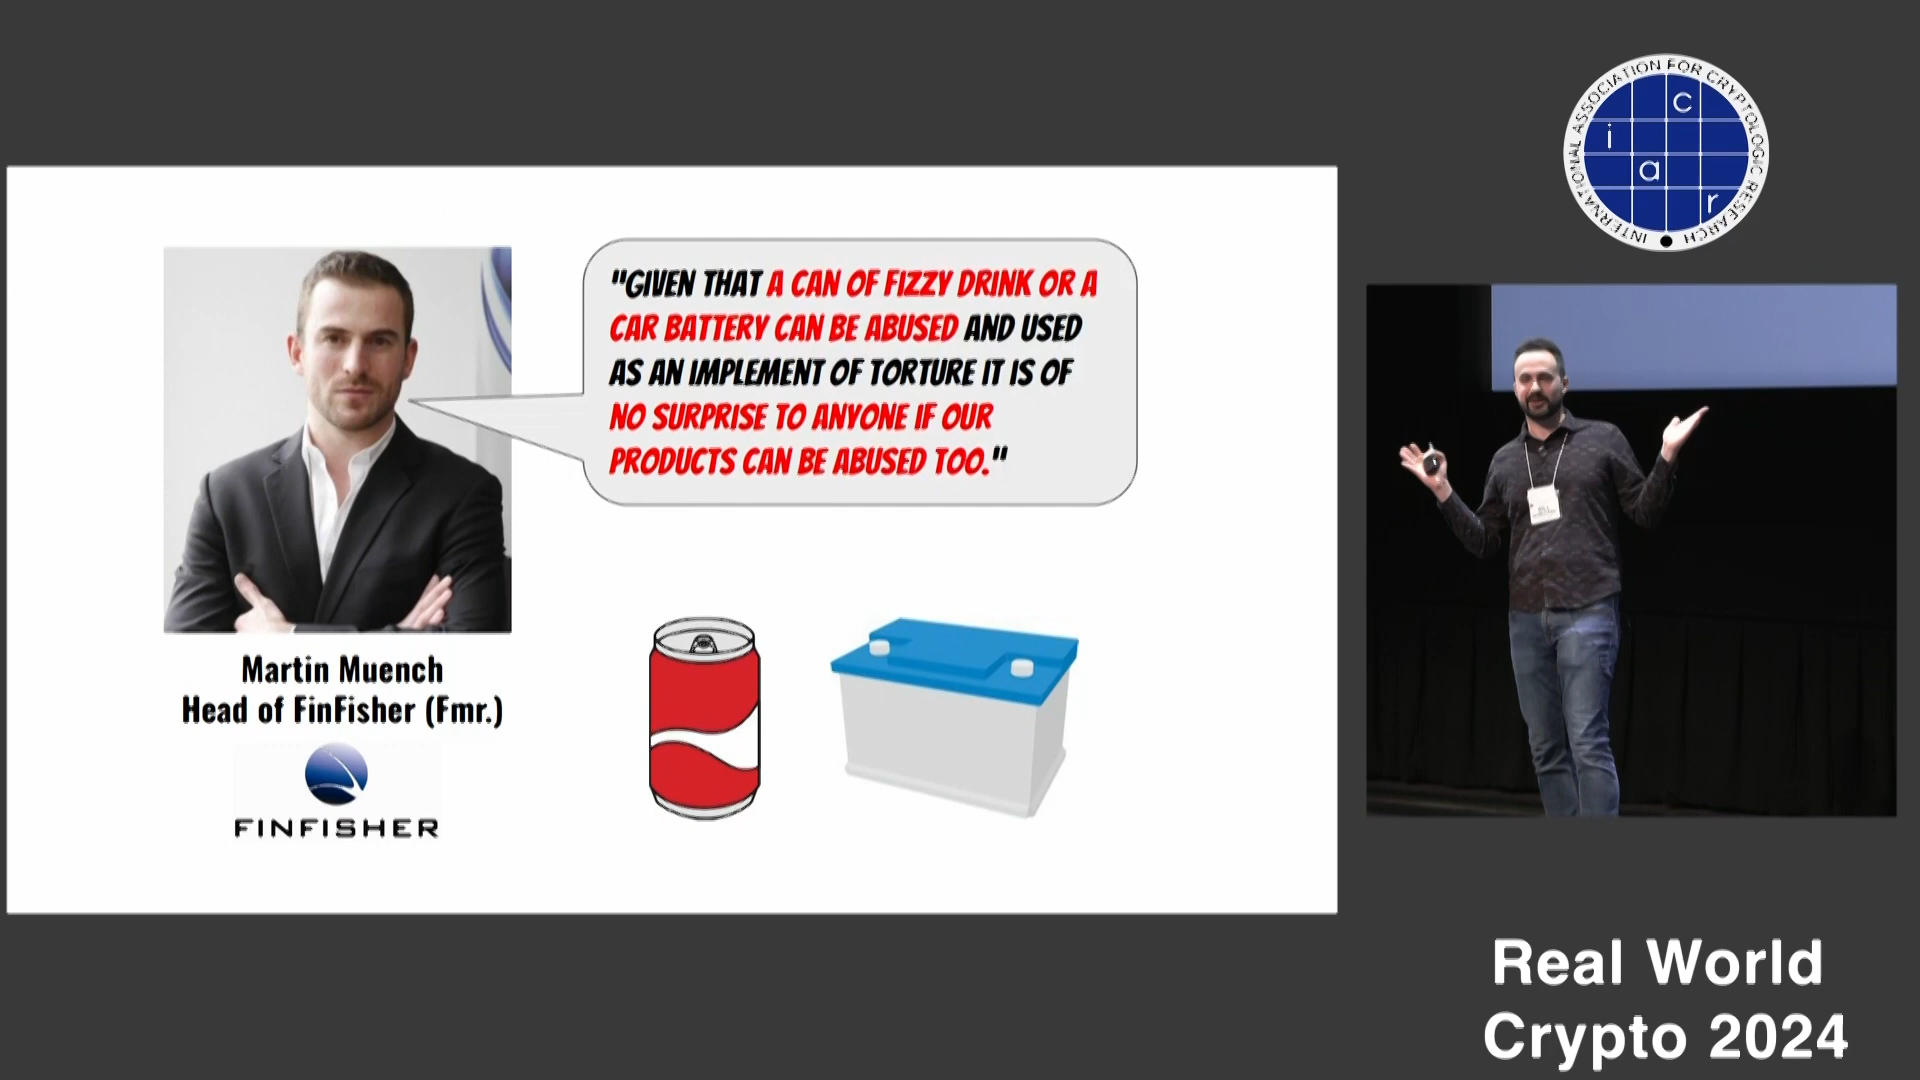 "GIVEN THAT A CAN OF FIZZY DRINK OR A
CAR BATTERY CAN BE ABUSED AND USED
AS AN IMPLEMENT OF TORTURE IT IS OF
NO SURPRISE TO ANYONE IF OUR
PRODUCTS CAN BE ABUSED TOO."
Martin Muench
Head of FinFisher (Fmr.)
FINFISHER
INTERNATIONAL ASSOCIATION FOR CRYPTOLOGIC RESEARCH
c
i
a
r
Real World
Crypto 2024